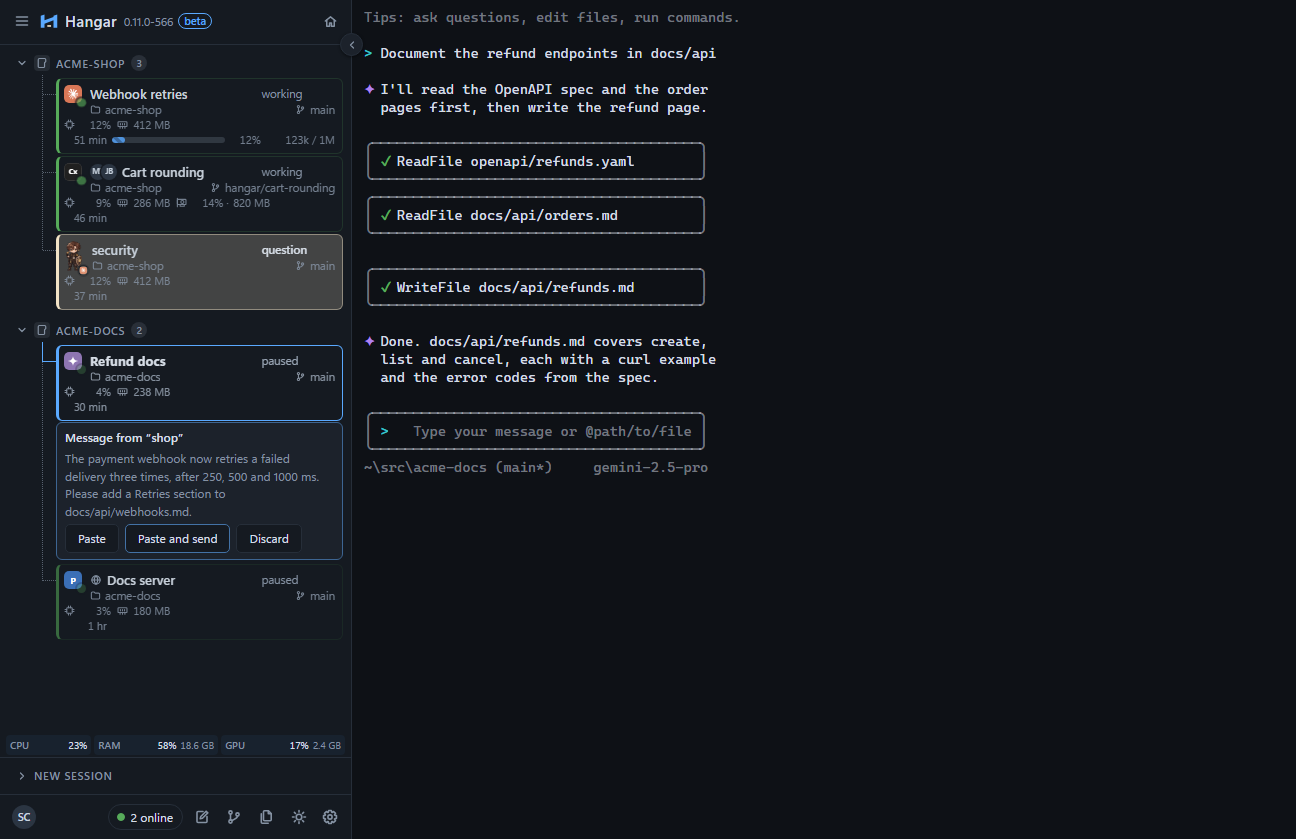 Hangar 0.11.0-566 beta
ACME-SHOP 3
Webhook retries working
acme-shop main
12% 412 MB
51 min 12% 123k / 1M
Cx M JB Cart rounding working
acme-shop hangar/cart-rounding
9% 286 MB 14% · 820 MB
46 min
security question
acme-shop main
12% 412 MB
37 min
ACME-DOCS 2
Refund docs paused
acme-docs main
4% 238 MB
30 min
Message from “shop”
The payment webhook now retries a failed
delivery three times, after 250, 500 and 1000 ms.
Please add a Retries section to
docs/api/webhooks.md.
Paste Paste and send Discard
P Docs server paused
acme-docs main
3% 180 MB
1 hr
CPU 23% RAM 58% 18.6 GB GPU 17% 2.4 GB
NEW SESSION
SC 2 online
Tips: ask questions, edit files, run commands.
> Document the refund endpoints in docs/api
✦ I'll read the OpenAPI spec and the order
pages first, then write the refund page.
✓ ReadFile openapi/refunds.yaml
✓ ReadFile docs/api/orders.md
✓ WriteFile docs/api/refunds.md
✦ Done. docs/api/refunds.md covers create,
list and cancel, each with a curl example
and the error codes from the spec.
> Type your message or @path/to/file
~\src\acme-docs (main*) gemini-2.5-pro